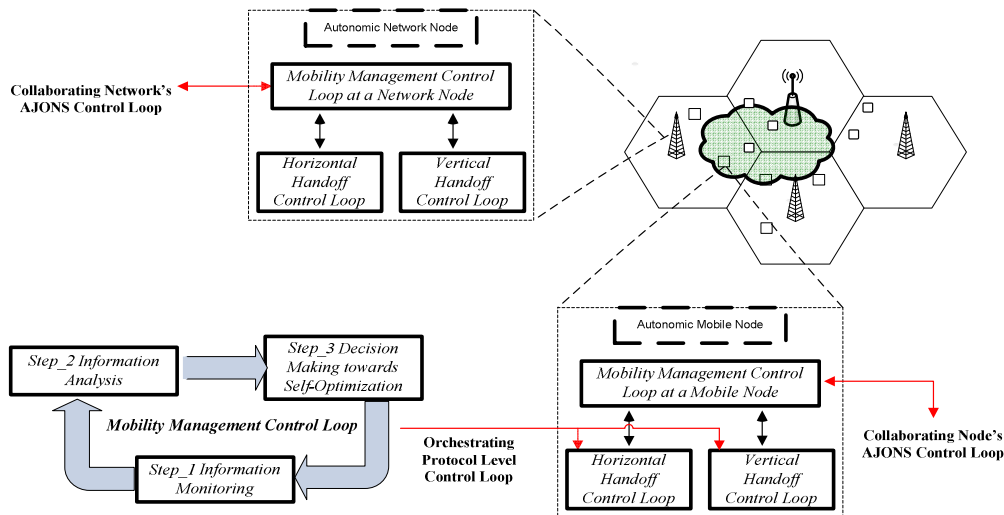 Autonomic Network Node
Mobility Management Control
Loop at a Network Node
Collaborating Network's
AJONS Control Loop
Horizontal
Handoff
Control Loop
Vertical
Handoff
Control Loop
Autonomic Mobile Node
Mobility Management Control
Loop at a Mobile Node
Collaborating Node's
AJONS Control Loop
Horizontal
Handoff
Control Loop
Vertical
Handoff
Control Loop
Step_2 Information
Analysis
Step_3 Decision
Making towards
Self-Optimization
Mobility Management Control Loop
Step_1 Information
Monitoring
Orchestrating
Protocol Level
Control Loop